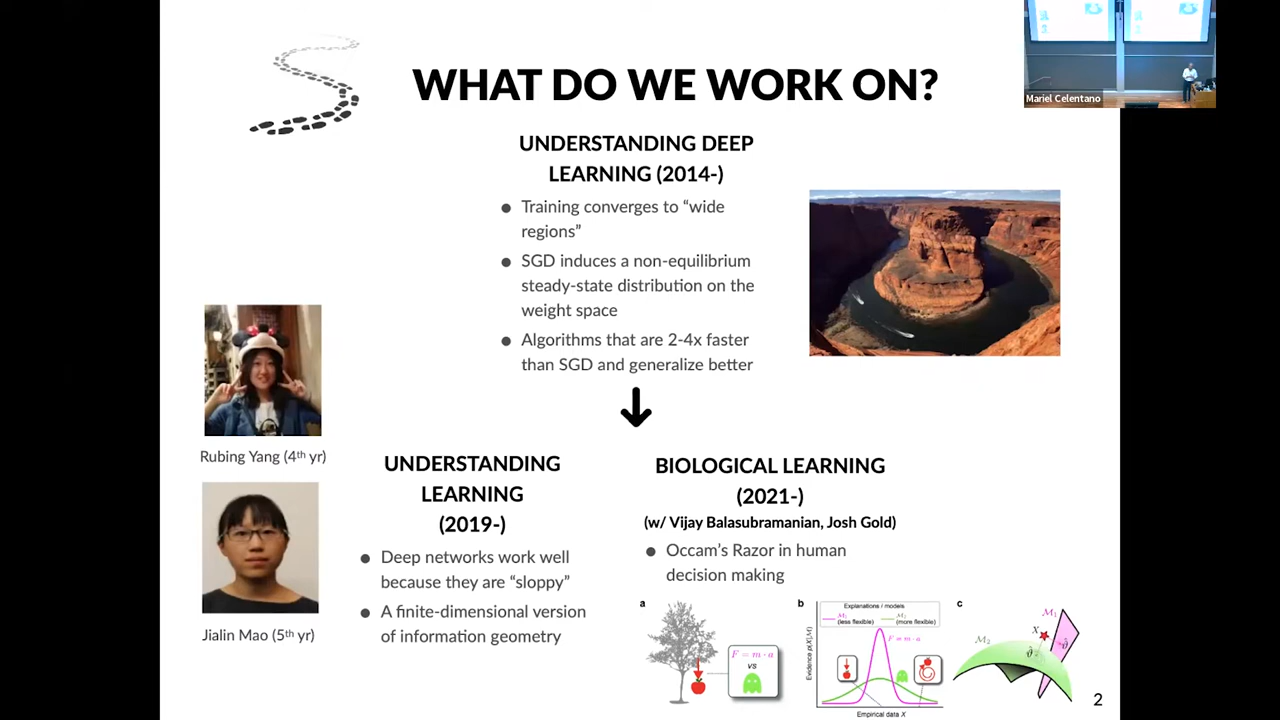 WHAT DO WE WORK ON?
Mariel Celentano
UNDERSTANDING DEEP
LEARNING (2014-)
● Training converges to “wide
regions”
● SGD induces a non-equilibrium
steady-state distribution on the
weight space
● Algorithms that are 2-4x faster
than SGD and generalize better
Rubing Yang (4th yr)
Jialin Mao (5th yr)
UNDERSTANDING
LEARNING
(2019-)
● Deep networks work well
because they are “sloppy”
● A finite-dimensional version
of information geometry
BIOLOGICAL LEARNING
(2021-)
(w/ Vijay Balasubramanian, Josh Gold)
● Occam’s Razor in human
decision making
a
F = m · a
vs
b
Explanations / models
(less flexible)
(more flexible)
F = m · a
Evidence p(X|M)
Empirical data X
c
M₁
X
M₂
2